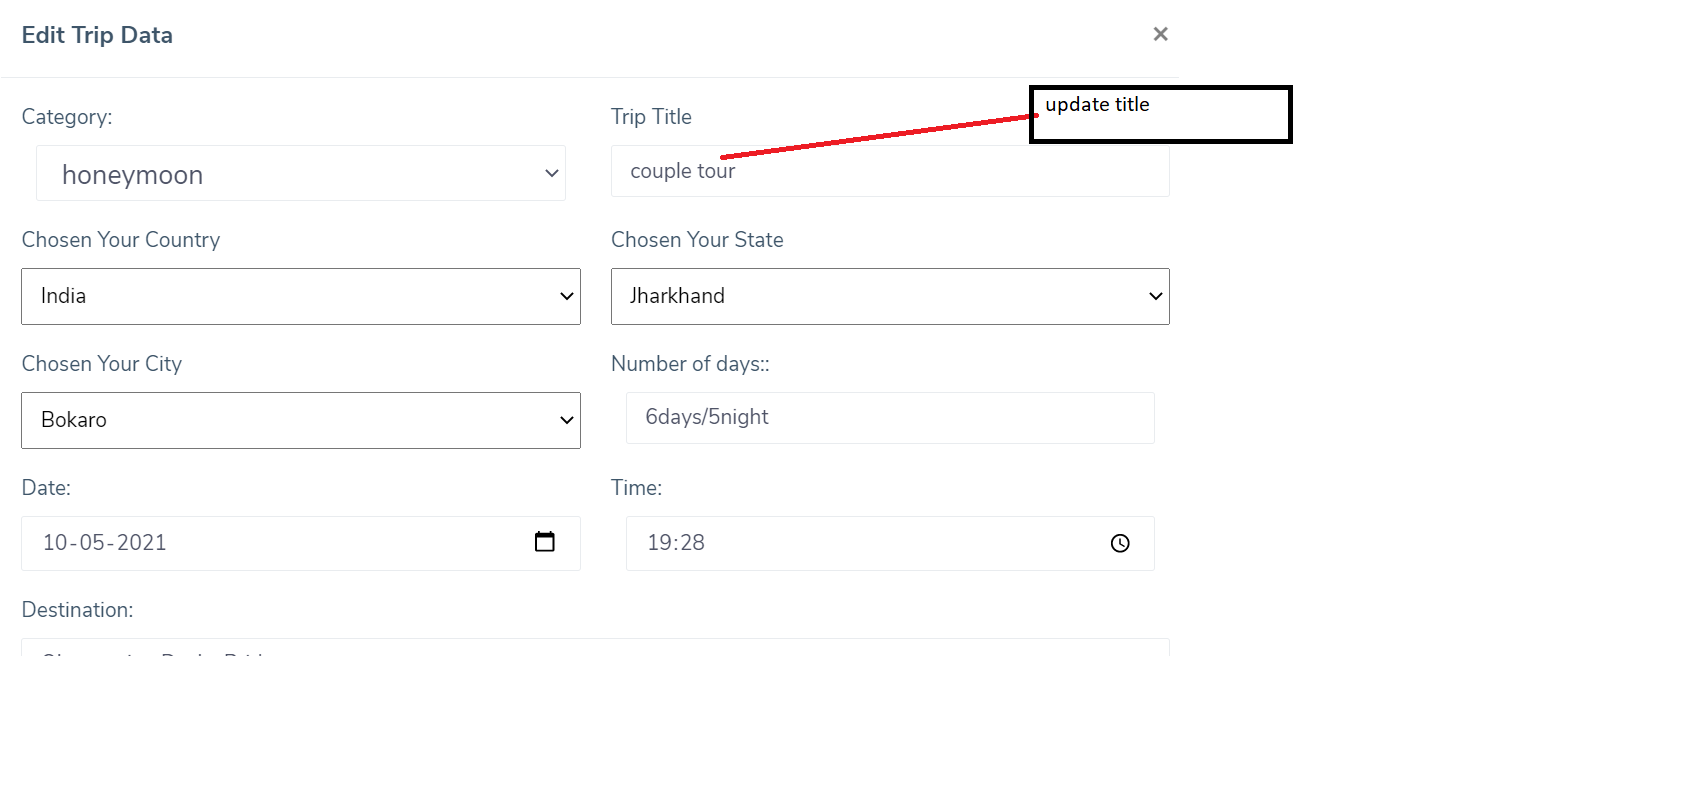 Edit Trip Data
×
update title
Category:
Trip Title
honeymoon
couple tour
Chosen Your Country
Chosen Your State
India
Jharkhand
Chosen Your City
Number of days::
Bokaro
6days/5night
Date:
Time:
10-05-2021
19:28
Destination: